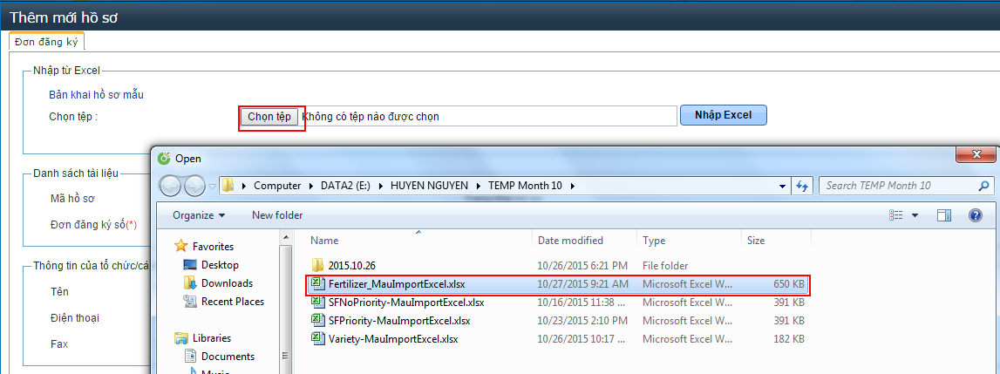 Thêm mới hồ sơ
Đơn đăng ký
Nhập từ Excel
Bản khai hồ sơ mẫu
Chọn tệp :
Chọn tệp Không có tệp nào được chọn
Nhập Excel
Danh sách tài liệu
Mã hồ sơ
Đơn đăng ký số(*)
Thông tin của tổ chức/cá
Tên
Điện thoại
Fax
Open
Computer DATA2 (E:) HUYEN NGUYEN TEMP Month 10
Search TEMP Month 10
Organize New folder
Favorites
Desktop
Downloads
Recent Places
Libraries
Documents
Music
Name Date modified Type Size
2015.10.26 10/26/2015 6:21 PM File folder
Fertilizer_MauImportExcel.xlsx 10/27/2015 9:21 AM Microsoft Excel W... 650 KB
SFNoPriority-MauImportExcel.xlsx 10/16/2015 11:38 ... Microsoft Excel W... 391 KB
SFPriority-MauImportExcel.xlsx 10/23/2015 2:10 PM Microsoft Excel W... 391 KB
Variety-MauImportExcel.xlsx 10/26/2015 10:17 ... Microsoft Excel W... 182 KB